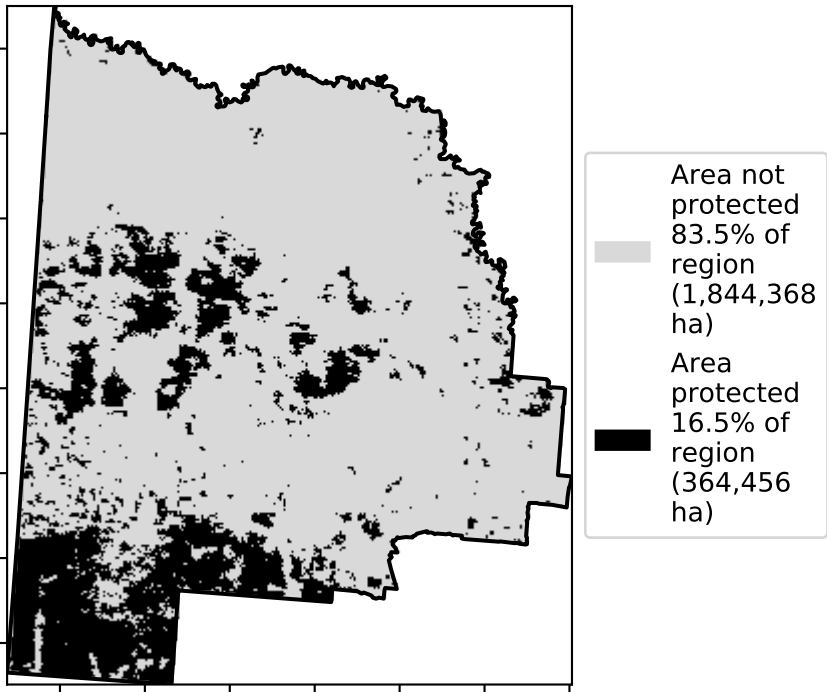 Area not
protected
83.5% of
region
(1,844,368
ha)
Area
protected
16.5% of
region
(364,456
ha)